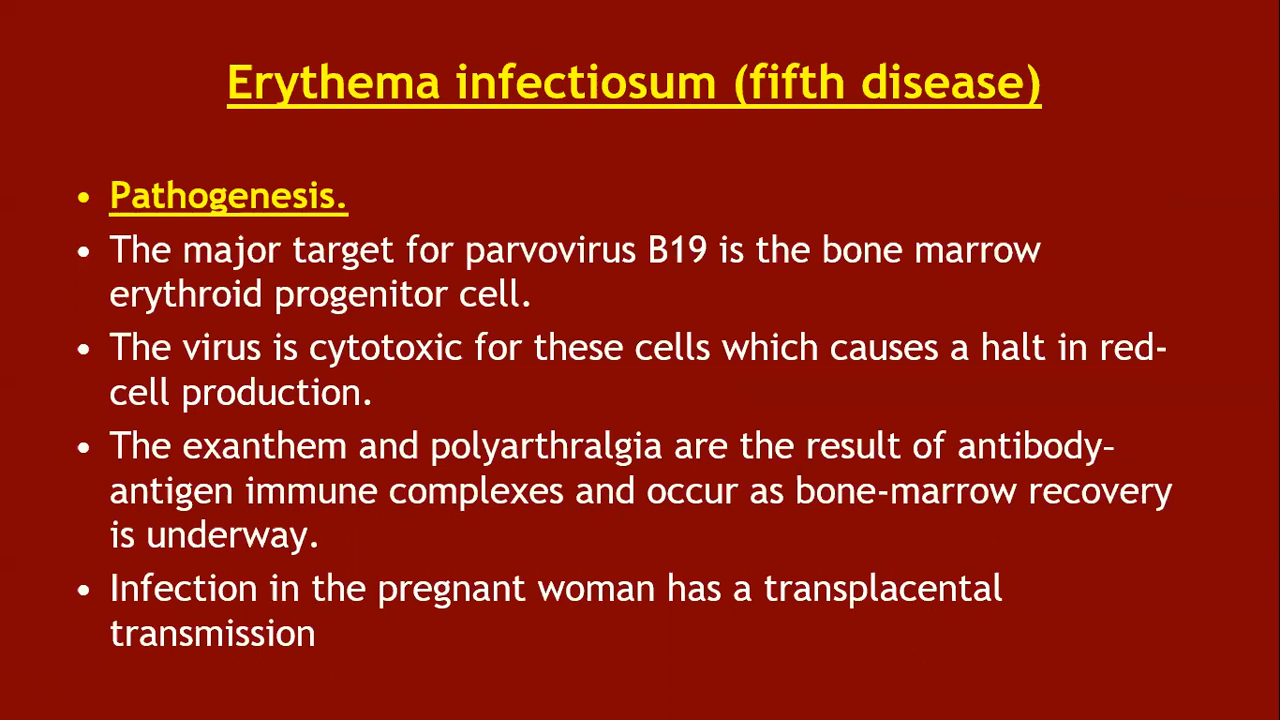 Erythema infectiosum (fifth disease)
• Pathogenesis.
• The major target for parvovirus B19 is the bone marrow
erythroid progenitor cell.
• The virus is cytotoxic for these cells which causes a halt in red-
cell production.
• The exanthem and polyarthralgia are the result of antibody–
antigen immune complexes and occur as bone-marrow recovery
is underway.
• Infection in the pregnant woman has a transplacental
transmission